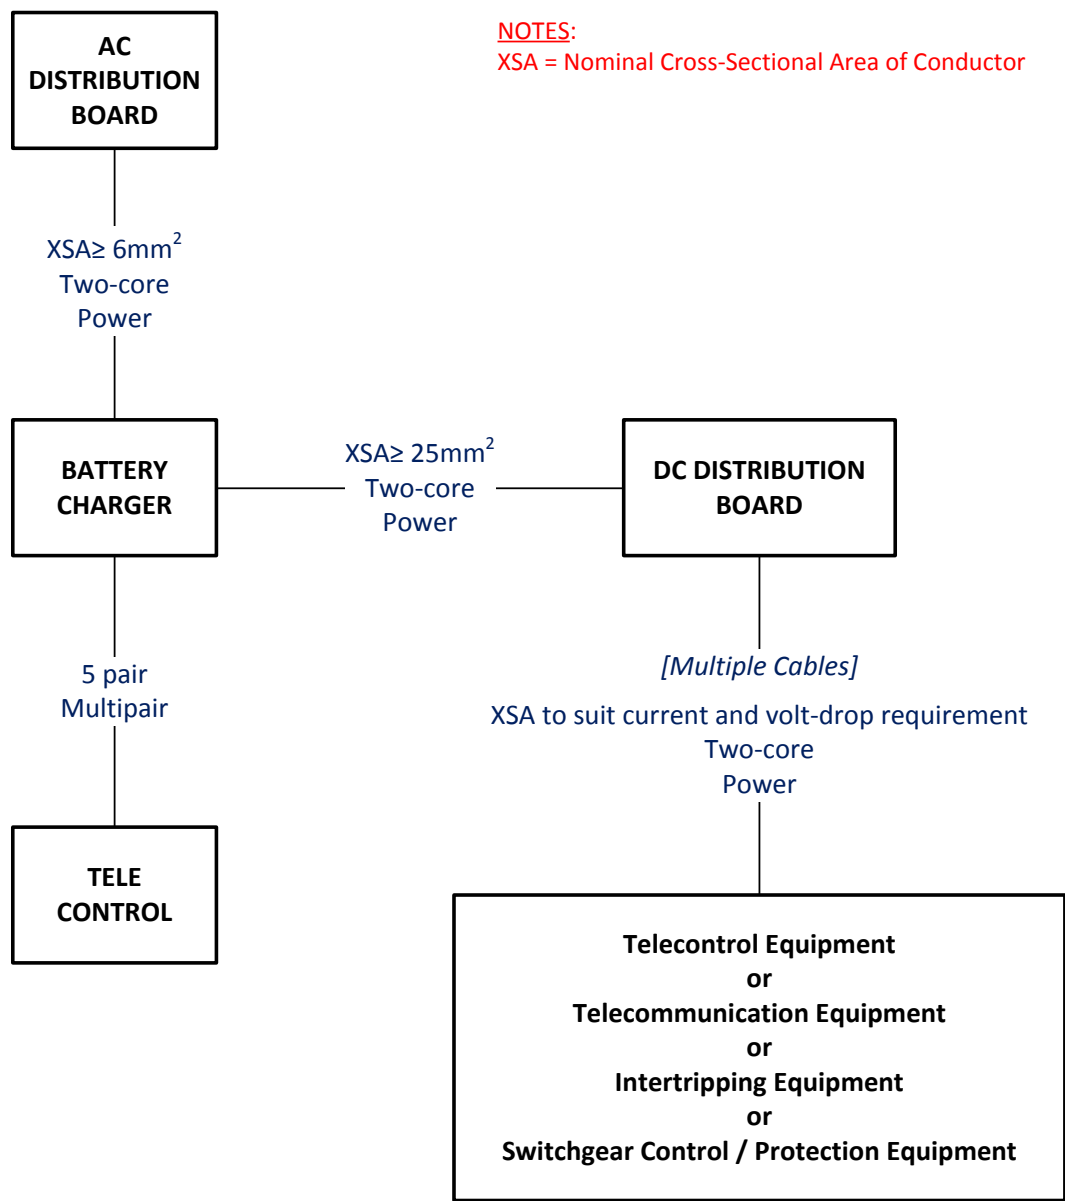 AC
DISTRIBUTION
BOARD
NOTES:
XSA = Nominal Cross-Sectional Area of Conductor
XSA≥ 6mm²
Two-core
Power
BATTERY
CHARGER
XSA≥ 25mm²
Two-core
Power
DC DISTRIBUTION
BOARD
5 pair
Multipair
[Multiple Cables]
XSA to suit current and volt-drop requirement
Two-core
Power
TELE
CONTROL
Telecontrol Equipment
or
Telecommunication Equipment
or
Intertripping Equipment
or
Switchgear Control / Protection Equipment